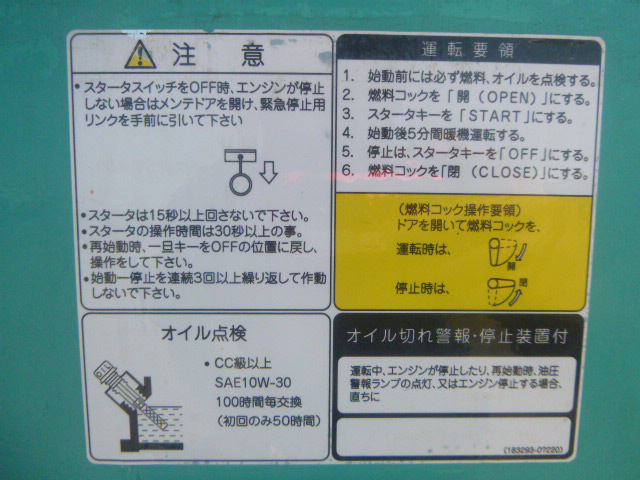 注 意
・スタータスイッチをOFF時、エンジンが停止
しない場合はメンテドアを開け、緊急停止用
リンクを手前に引いて下さい
・スタータは15秒以上回さないで下さい。
・スタータの操作時間は30秒以上の事。
・再始動時、一旦キーをOFFの位置に戻し、
操作をして下さい。
・始動一停止を連続3回以上繰り返して作動
しないで下さい。
運転要領
1. 始動前には必ず燃料、オイルを点検する。
2. 燃料コックを「開（OPEN）」にする。
3. スタータキーを「START」にする。
4. 始動後5分間暖機運転する。
5. 停止は、スタータキーを「OFF」にする。
6. 燃料コックを「閉（CLOSE）」にする。
（燃料コック操作要領）
ドアを開いて燃料コックを、
運転時は、
開
停止時は、
閉
オイル点検
・CC級以上
SAE10W-30
100時間毎交換
（初回のみ50時間）
オイル切れ警報・停止装置付
運転中、エンジンが停止したり、再始動時、油圧
警報ランプの点灯、又はエンジン停止する場合、
直ちに
(183293-07220)